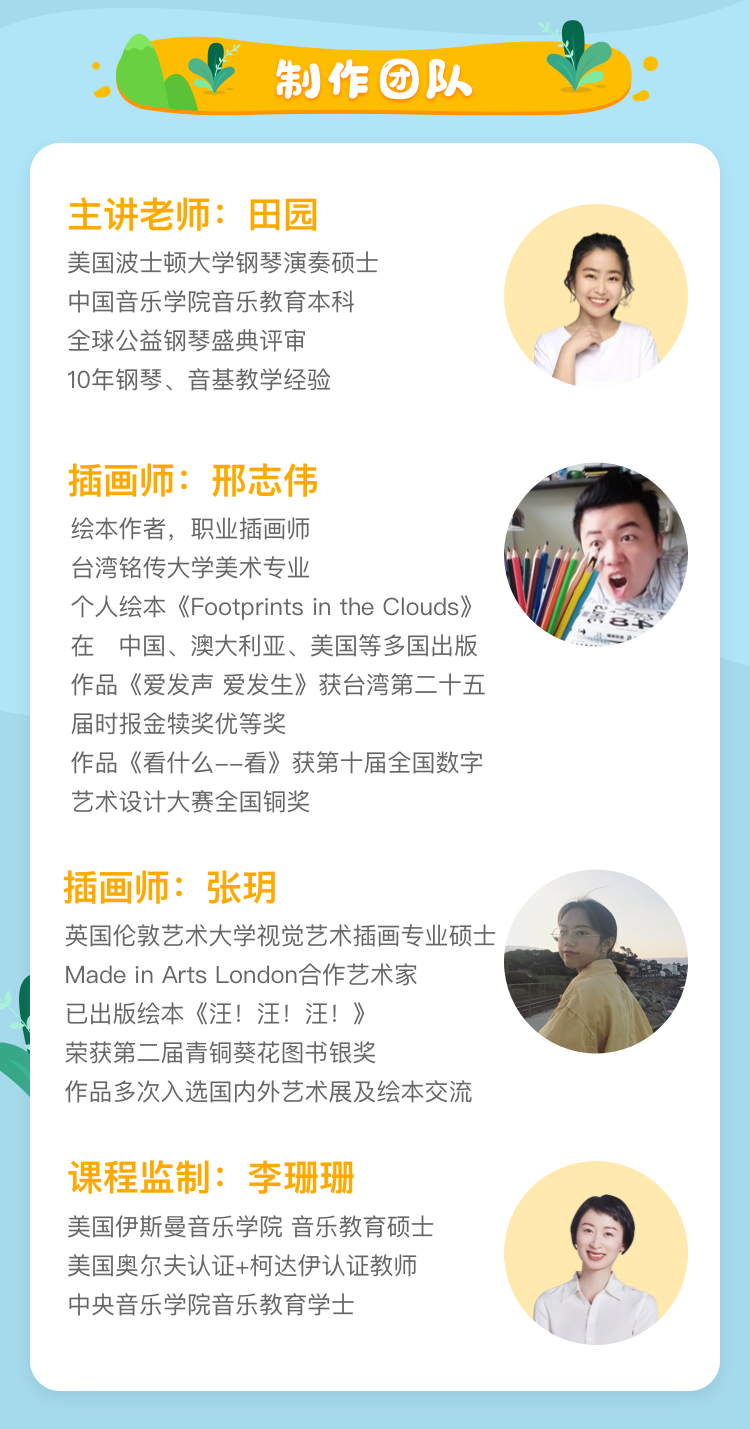 制作团队
主讲老师：田园
美国波士顿大学钢琴演奏硕士
中国音乐学院音乐教育本科
全球公益钢琴盛典评审
10年钢琴、音基教学经验
插画师：邢志伟
绘本作者，职业插画师
台湾铭传大学美术专业
个人绘本《Footprints in the Clouds》
在 中国、澳大利亚、美国等多国出版
作品《爱发声 爱发生》获台湾第二十五
届时报金犊奖优等奖
作品《看什么--看》获第十届全国数字
艺术设计大赛全国铜奖
插画师：张玥
英国伦敦艺术大学视觉艺术插画专业硕士
Made in Arts London合作艺术家
已出版绘本《汪！汪！汪！》
荣获第二届青铜葵花图书银奖
作品多次入选国内外艺术展及绘本交流
课程监制：李珊珊
美国伊斯曼音乐学院 音乐教育硕士
美国奥尔夫认证+柯达伊认证教师
中央音乐学院音乐教育学士